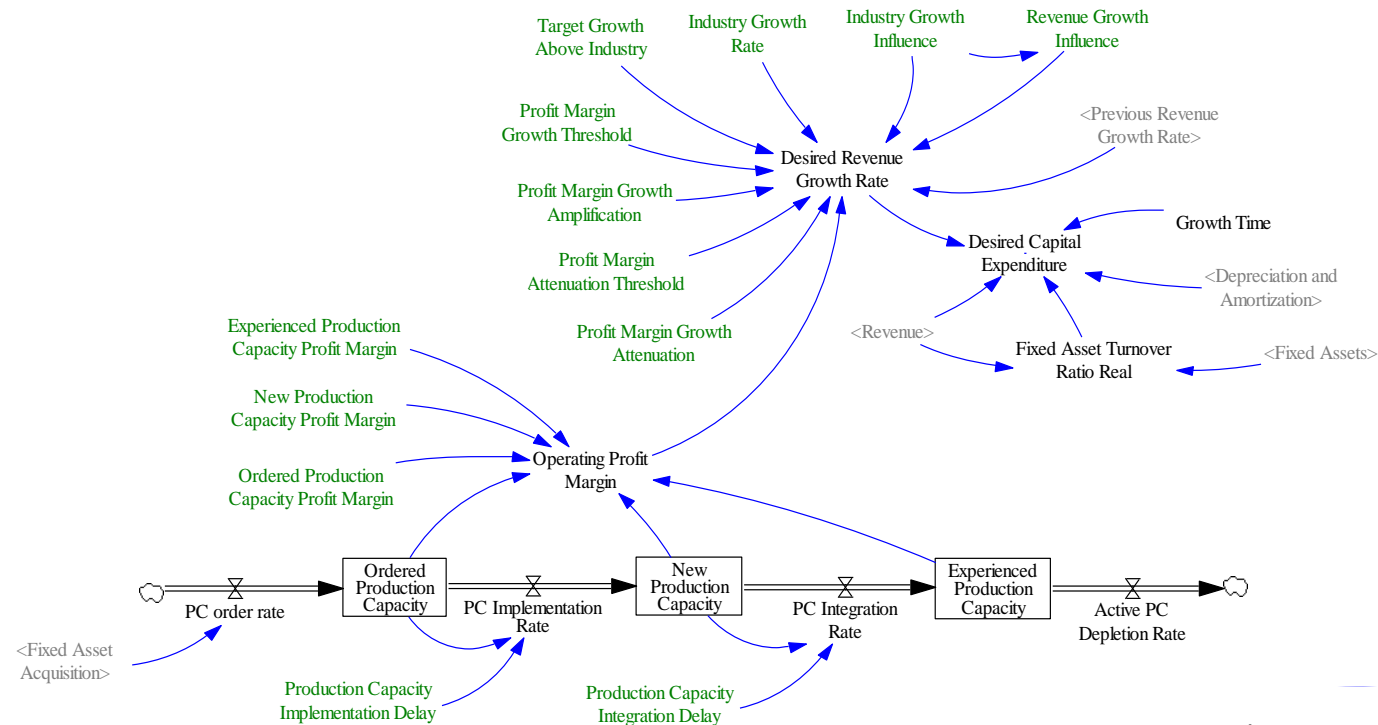 Target Growth
Above Industry
Industry Growth
Rate
Industry Growth
Influence
Revenue Growth
Influence
Profit Margin
Growth Threshold
<Previous Revenue
Growth Rate>
Desired Revenue
Growth Rate
Profit Margin Growth
Amplification
Growth Time
Desired Capital
Expenditure
Profit Margin
Attenuation Threshold
<Depreciation and
Amortization>
Experienced Production
Capacity Profit Margin
Profit Margin Growth
Attenuation
<Revenue>
Fixed Asset Turnover
Ratio Real
<Fixed Assets>
New Production
Capacity Profit Margin
Operating Profit
Margin
Ordered Production
Capacity Profit Margin
Ordered
Production
Capacity
New
Production
Capacity
Experienced
Production
Capacity
PC order rate
PC Implementation
Rate
PC Integration
Rate
Active PC
Depletion Rate
<Fixed Asset
Acquisition>
Production Capacity
Implementation Delay
Production Capacity
Integration Delay